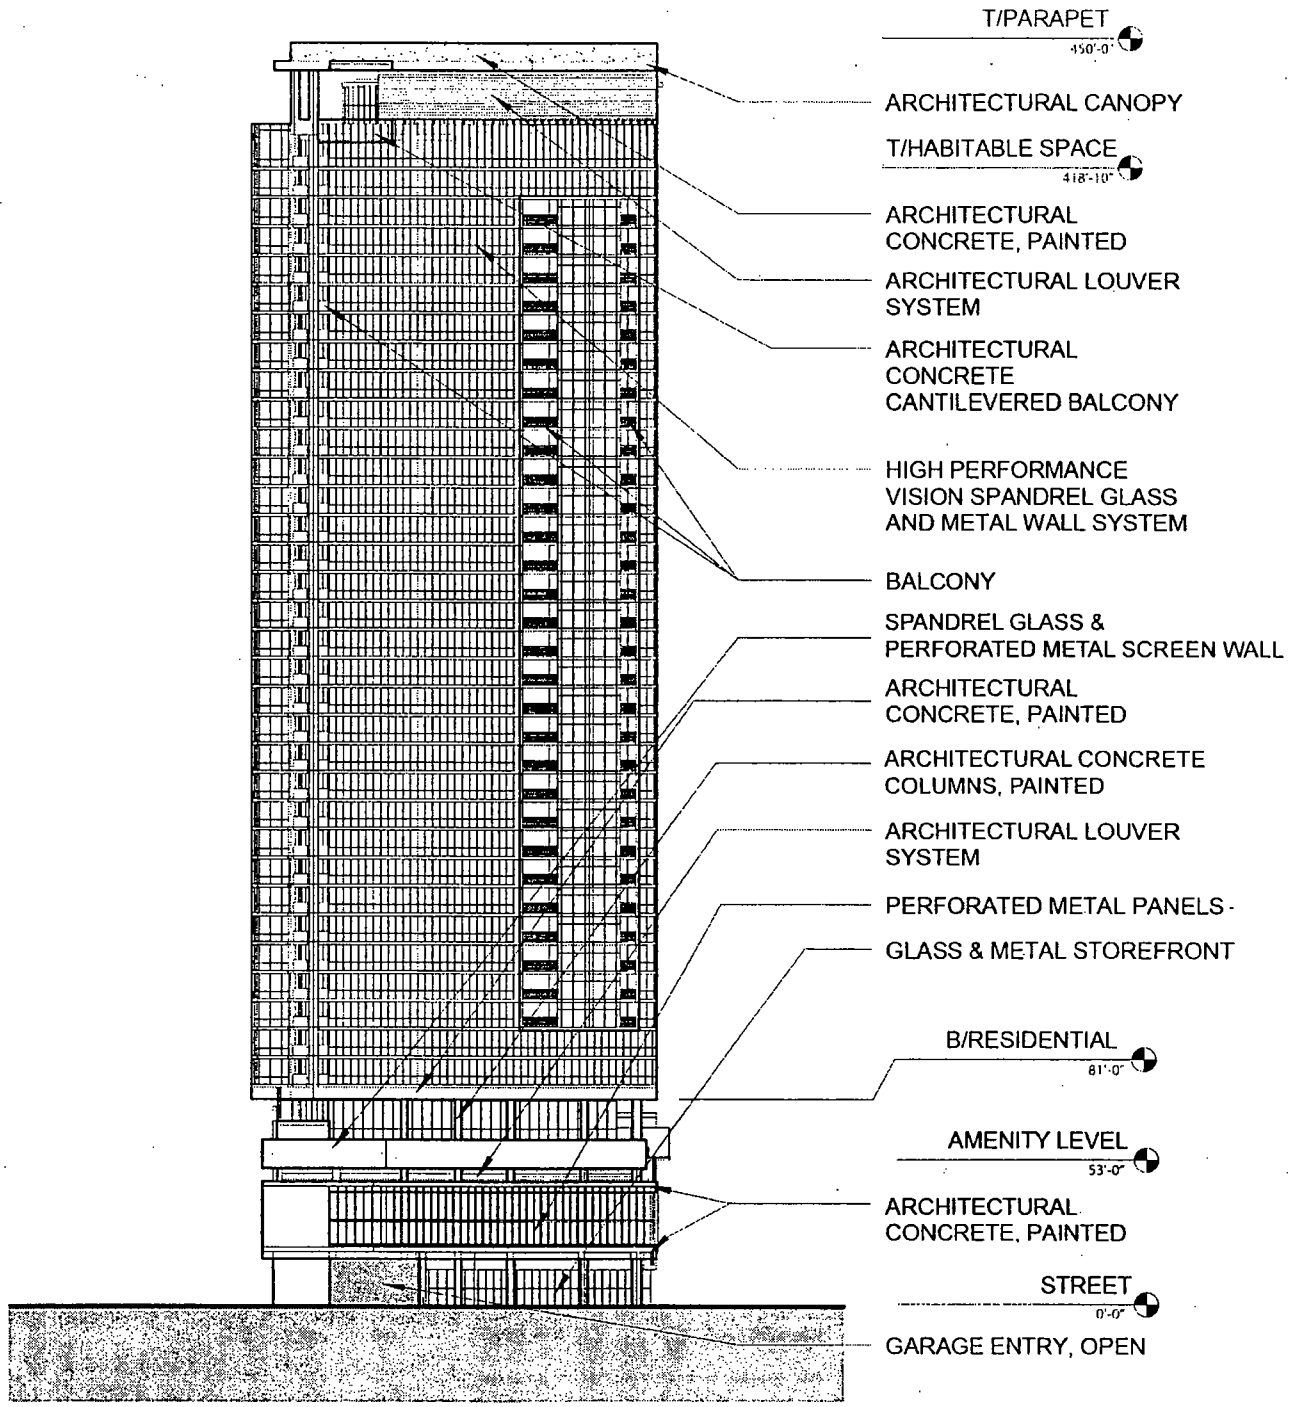 T/PARAPET
450'-0"
ARCHITECTURAL CANOPY
T/HABITABLE SPACE
418'-10"
ARCHITECTURAL
CONCRETE, PAINTED
ARCHITECTURAL LOUVER
SYSTEM
ARCHITECTURAL
CONCRETE
CANTILEVERED BALCONY
HIGH PERFORMANCE
VISION SPANDREL GLASS
AND METAL WALL SYSTEM
BALCONY
SPANDREL GLASS &
PERFORATED METAL SCREEN WALL
ARCHITECTURAL
CONCRETE, PAINTED
ARCHITECTURAL CONCRETE
COLUMNS, PAINTED
ARCHITECTURAL LOUVER
SYSTEM
PERFORATED METAL PANELS
GLASS & METAL STOREFRONT
B/RESIDENTIAL
81'-0"
AMENITY LEVEL
53'-0"
ARCHITECTURAL
CONCRETE, PAINTED
STREET
0'-0"
GARAGE ENTRY, OPEN